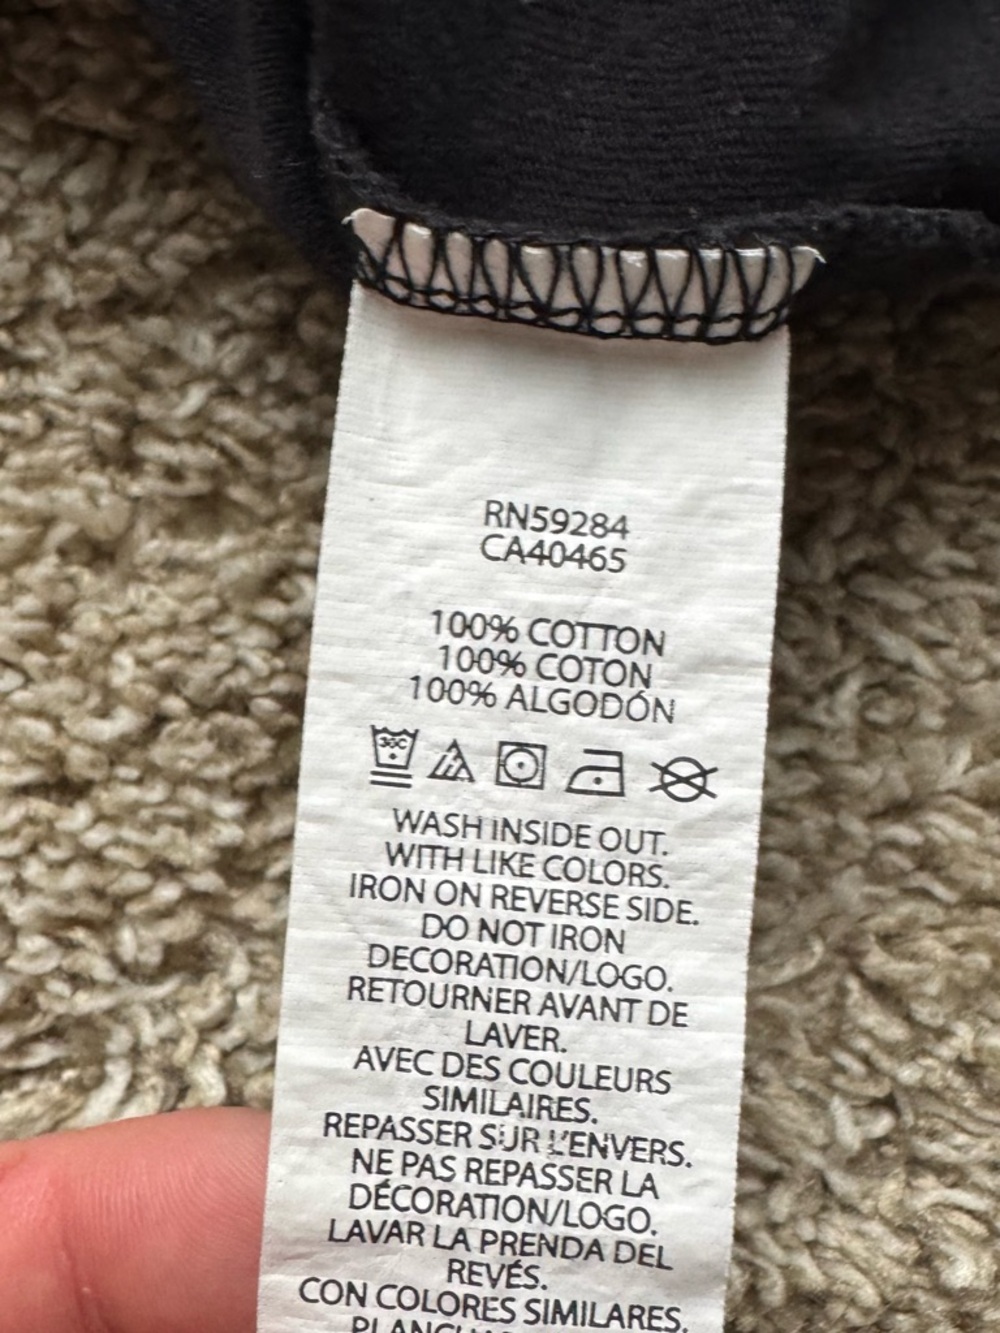 RN59284
CA40465
100% COTTON
100% COTON
100% ALGODÓN
30C
WASH INSIDE OUT.
WITH LIKE COLORS.
IRON ON REVERSE SIDE.
DO NOT IRON
DECORATION/LOGO.
RETOURNER AVANT DE
LAVER.
AVEC DES COULEURS
SIMILAIRES.
REPASSER SUR L'ENVERS.
NE PAS REPASSER LA
DÉCORATION/LOGO.
LAVAR LA PRENDA DEL
REVÉS.
CON COLORES SIMILARES.